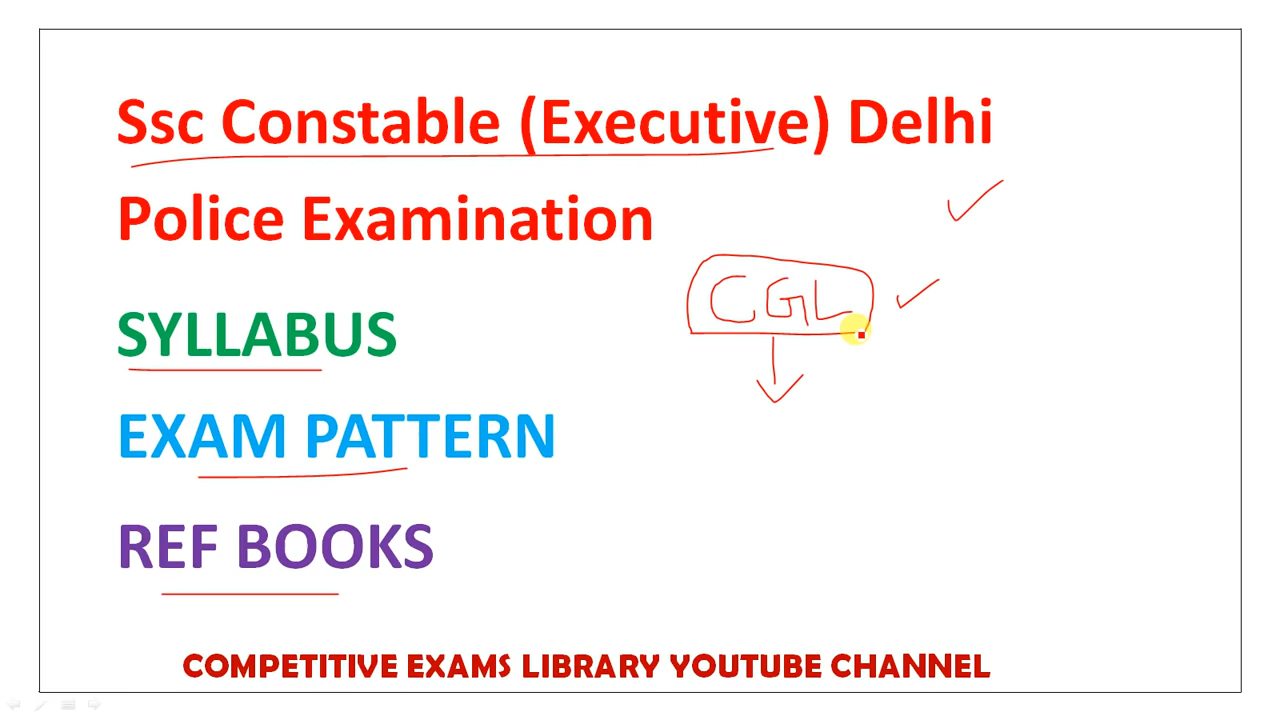 Ssc Constable (Executive) Delhi
Police Examination
CGL
SYLLABUS
EXAM PATTERN
REF BOOKS
COMPETITIVE EXAMS LIBRARY YOUTUBE CHANNEL